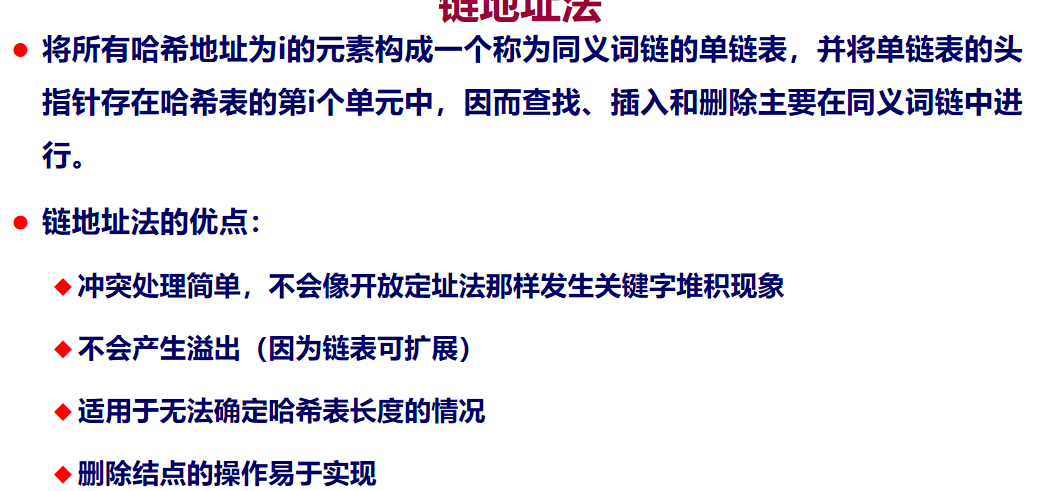 链地址法
将所有哈希地址为i的元素构成一个称为同义词链的单链表，并将单链表的头
指针存在哈希表的第i个单元中，因而查找、插入和删除主要在同义词链中进
行。
链地址法的优点：
冲突处理简单，不会像开放定址法那样发生关键字堆积现象
不会产生溢出（因为链表可扩展）
适用于无法确定哈希表长度的情况
删除结点的操作易于实现